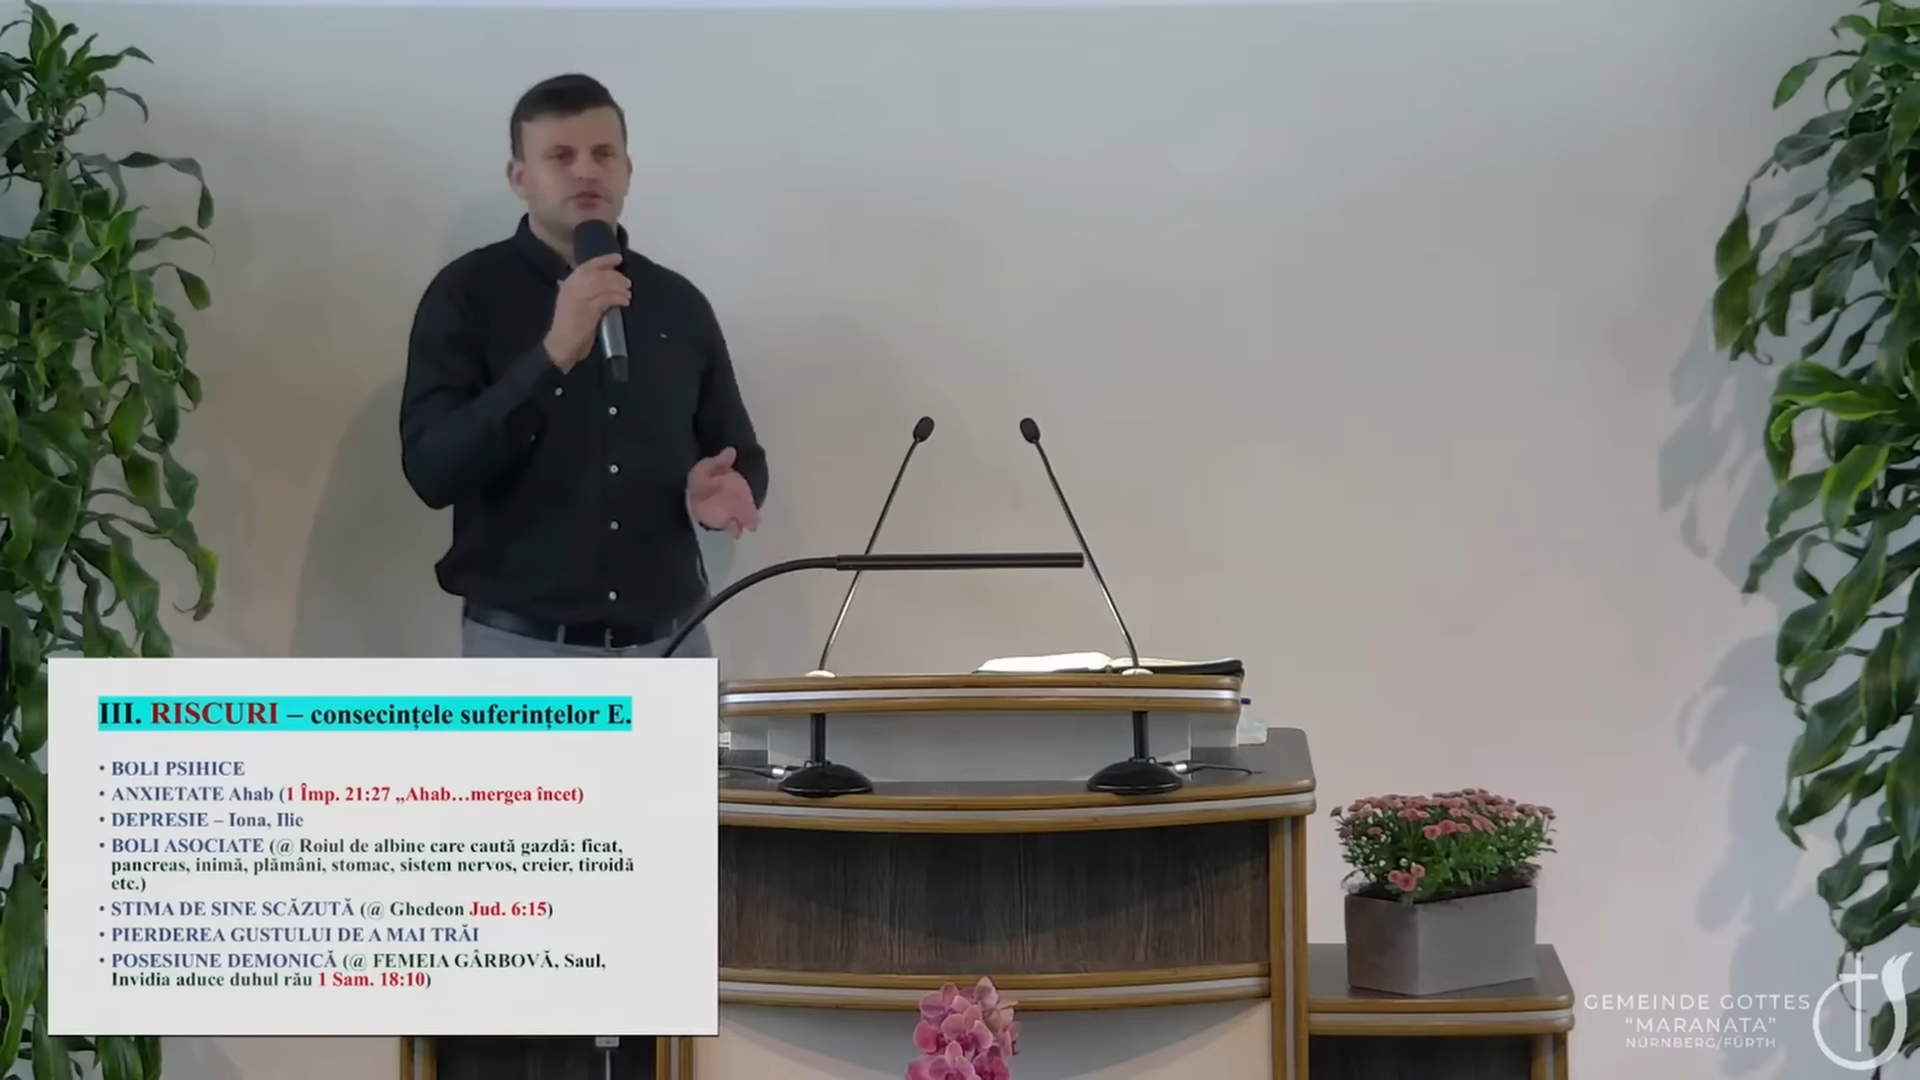 III. RISCURI – consecințele suferințelor E.
• BOLI PSIHICE
• ANXIETATE Ahab (1 Împ. 21:27 „Ahab…mergea încet)
• DEPRESIE – Iona, Ilie
• BOLI ASOCIATE (@ Roiul de albine care caută gazdă: ficat,
pancreas, inimă, plămâni, stomac, sistem nervos, creier, tiroidă
etc.)
• STIMA DE SINE SCĂZUTĂ (@ Ghedeon Jud. 6:15)
• PIERDEREA GUSTULUI DE A MAI TRĂI
• POSESIUNE DEMONICĂ (@ FEMEIA GÂRBOVĂ, Saul,
Invidia aduce duhul rău 1 Sam. 18:10)
GEMEINDE GOTTES
"MARANATA"
NÜRNBERG/FÜRTH